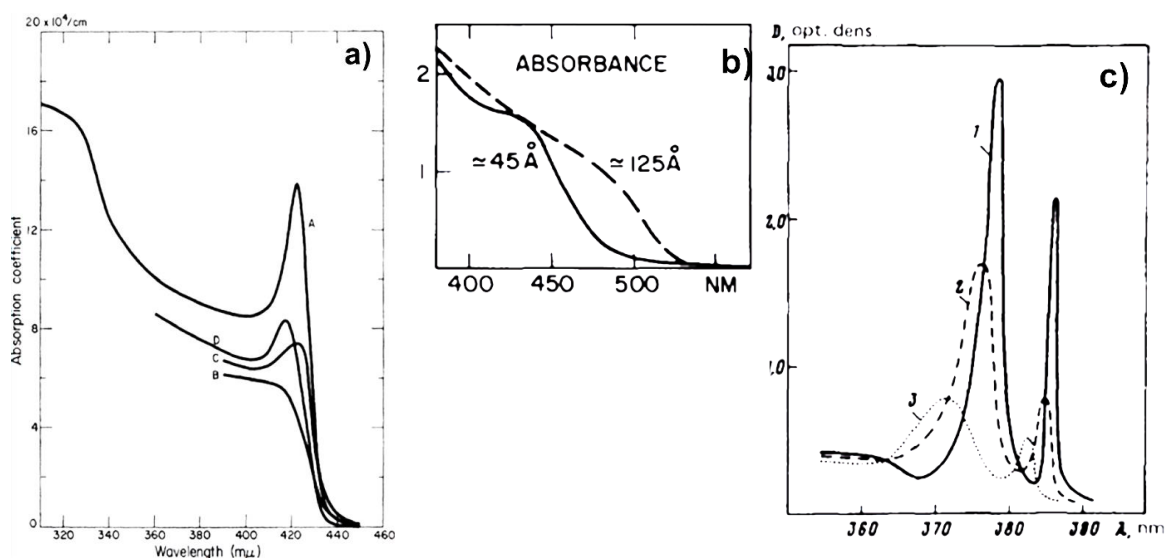 20 x 10⁴/cm
a)
16
12
8
4
0
A
D
C
B
Absorption coefficient
320 340 360 380 400 420 440 460
Wavelength (mμ)
b)
ABSORBANCE
2
1
≃45Å
≃125Å
400 450 500 NM
D, opt. dens
c)
3.0
2.0
1.0
1
2
3
360 370 380 390 λ, nm